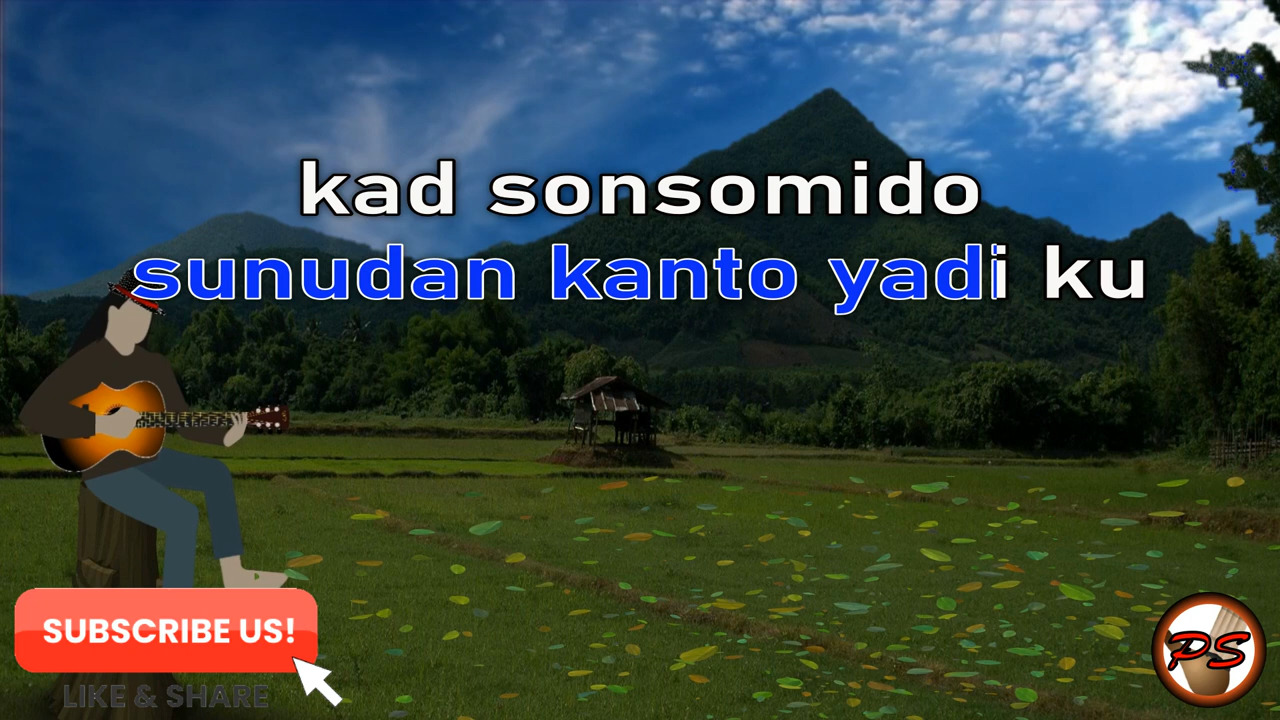 kad sonsomido
sunudan kanto yadi ku
SUBSCRIBE US!
LIKE & SHARE
PS